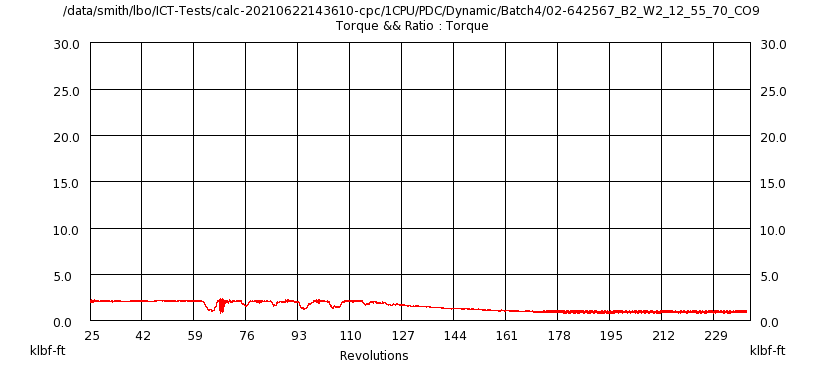 /data/smith/lbo/ICT-Tests/calc-20210622143610-cpc/1CPU/PDC/Dynamic/Batch4/02-642567_B2_W2_12_55_70_CO9
Torque && Ratio : Torque
30.0 30.0
25.0 25.0
20.0 20.0
15.0 15.0
10.0 10.0
5.0 5.0
0.0 0.0
25 42 59 76 93 110 127 144 161 178 195 212 229
klbf-ft klbf-ft
Revolutions